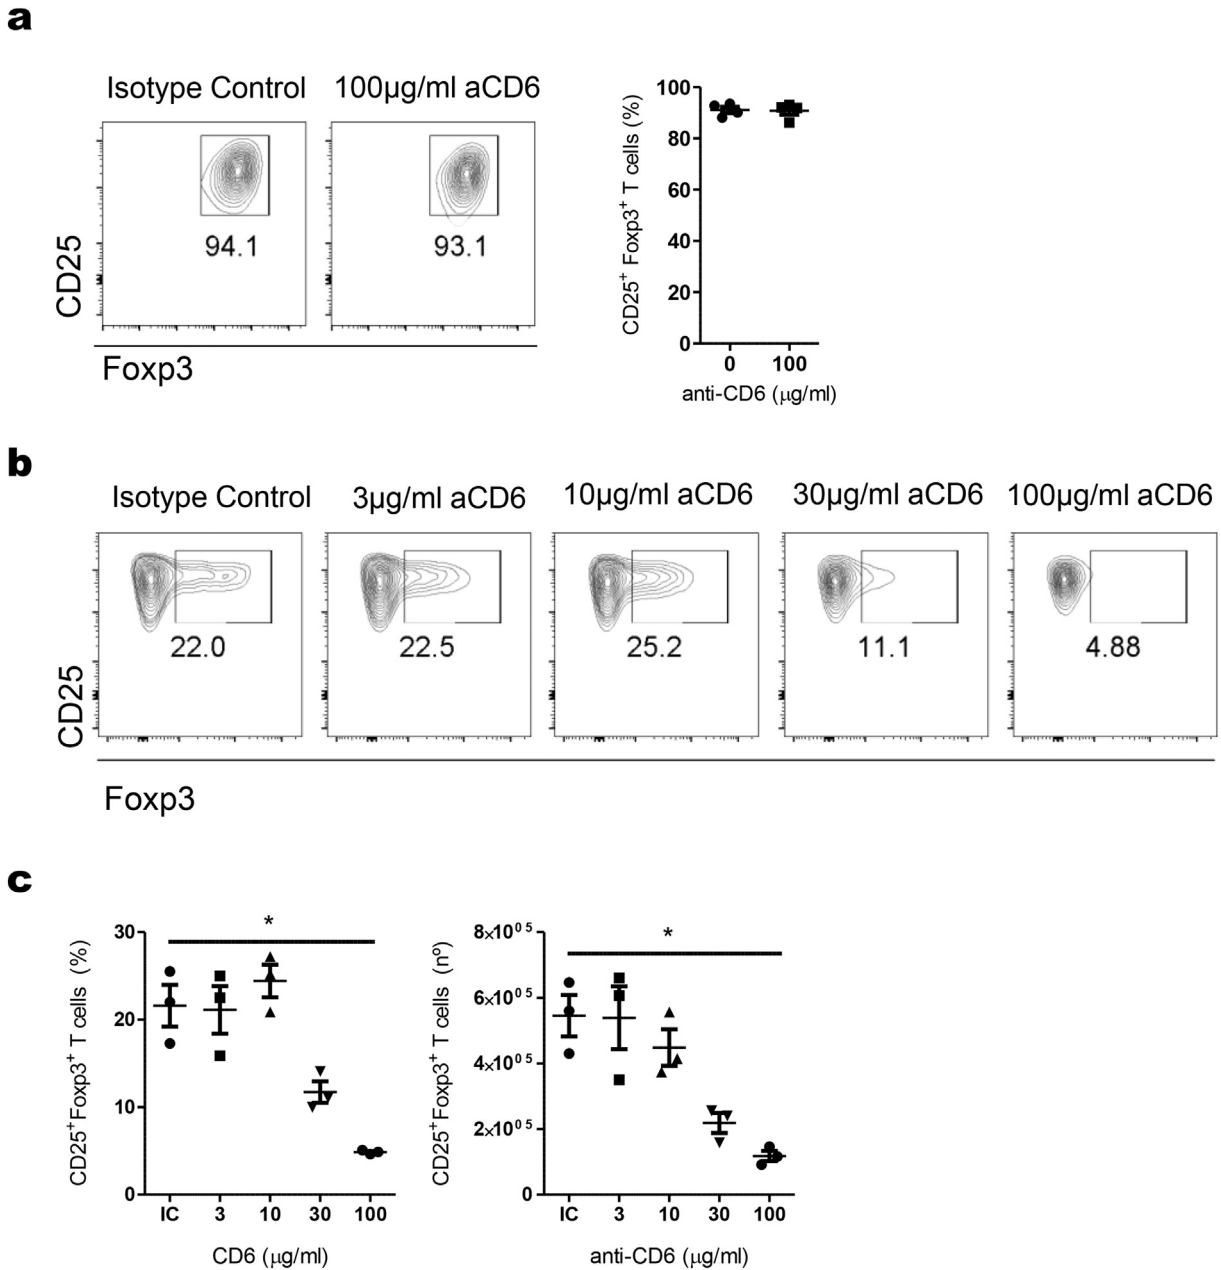 a
Isotype Control
100µg/ml aCD6
94.1
93.1
CD25
Foxp3
CD25+ Foxp3+ T cells (%)
100
80
60
40
20
0
0 100
anti-CD6 (µg/ml)
b
Isotype Control
3µg/ml aCD6
10µg/ml aCD6
30µg/ml aCD6
100µg/ml aCD6
22.0
22.5
25.2
11.1
4.88
CD25
Foxp3
c
CD25+Foxp3+ T cells (%)
30
20
10
0
*
IC 3 10 30 100
CD6 (µg/ml)
CD25+Foxp3+ T cells (nº)
8x10^05
6x10^05
4x10^05
2x10^05
0
*
IC 3 10 30 100
anti-CD6 (µg/ml)